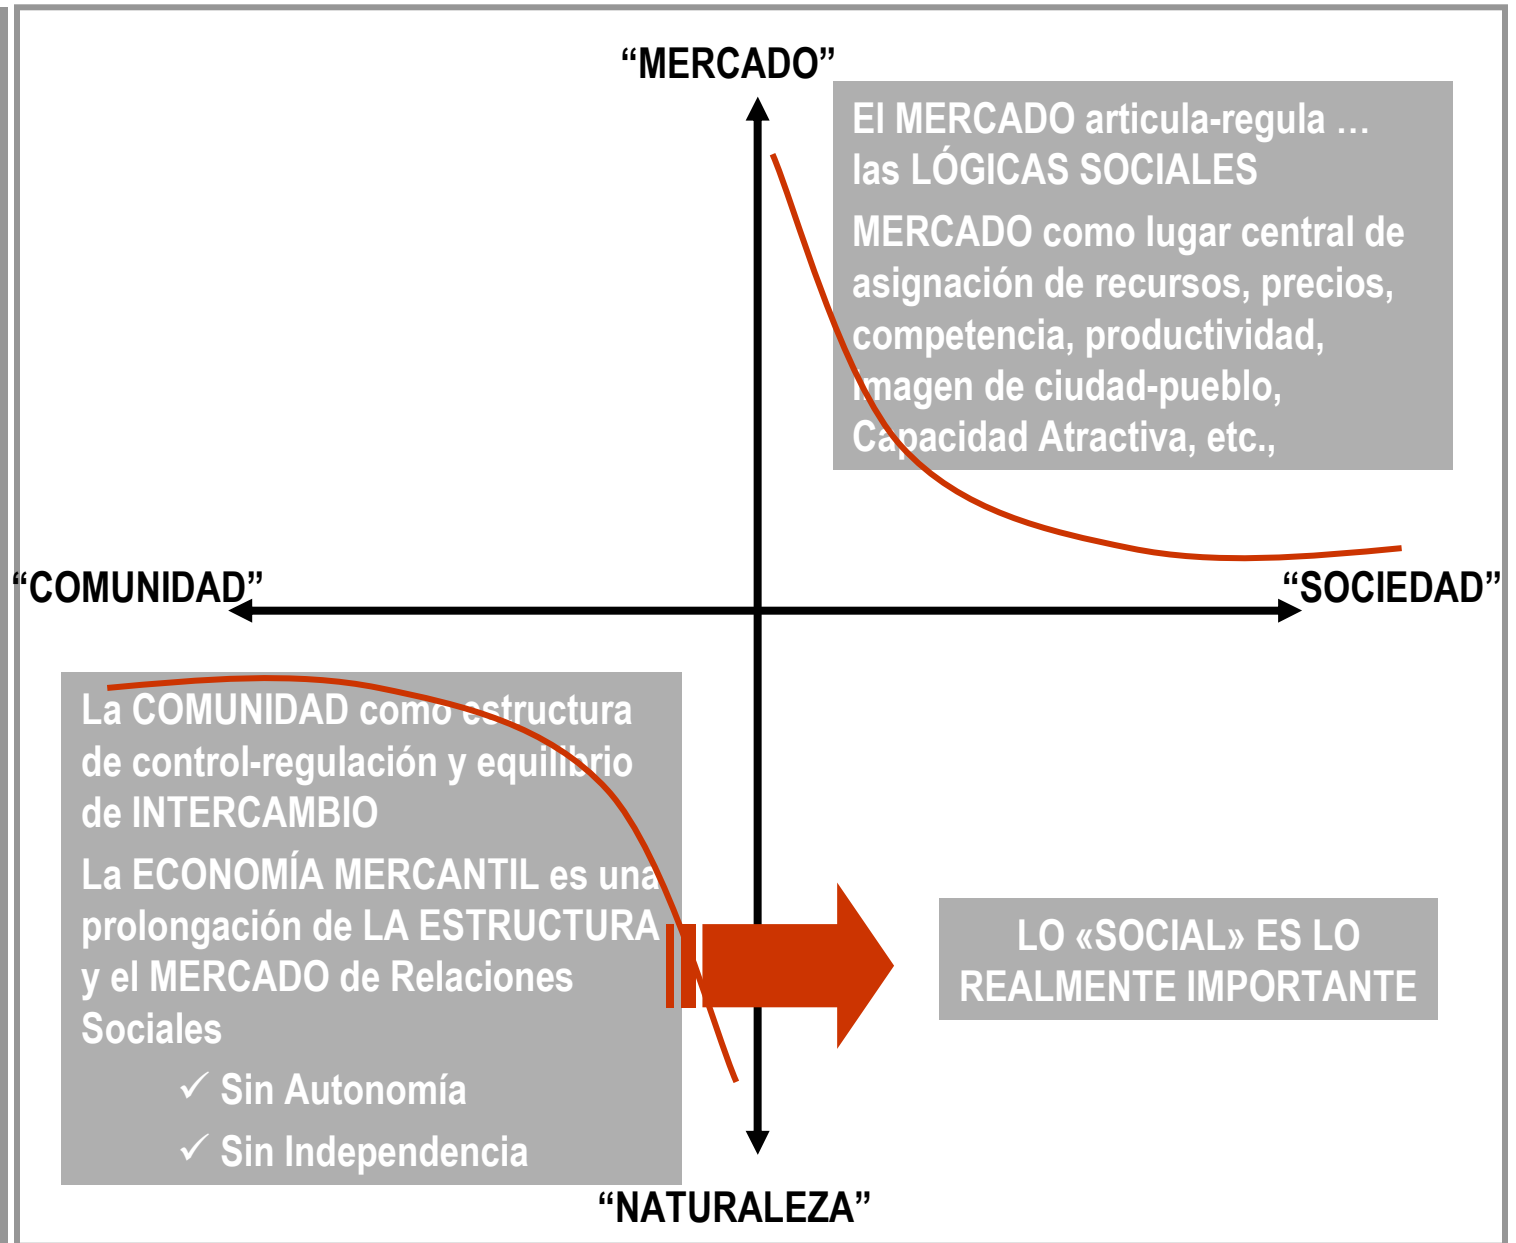 “MERCADO”
El MERCADO articula-regula …
las LÓGICAS SOCIALES
MERCADO como lugar central de
asignación de recursos, precios,
competencia, productividad,
imagen de ciudad-pueblo,
Capacidad Atractiva, etc.,
“COMUNIDAD”
“SOCIEDAD”
La COMUNIDAD como estructura
de control-regulación y equilibrio
de INTERCAMBIO
La ECONOMÍA MERCANTIL es una
prolongación de LA ESTRUCTURA
y el MERCADO de Relaciones
Sociales
✓ Sin Autonomía
✓ Sin Independencia
LO «SOCIAL» ES LO
REALMENTE IMPORTANTE
“NATURALEZA”